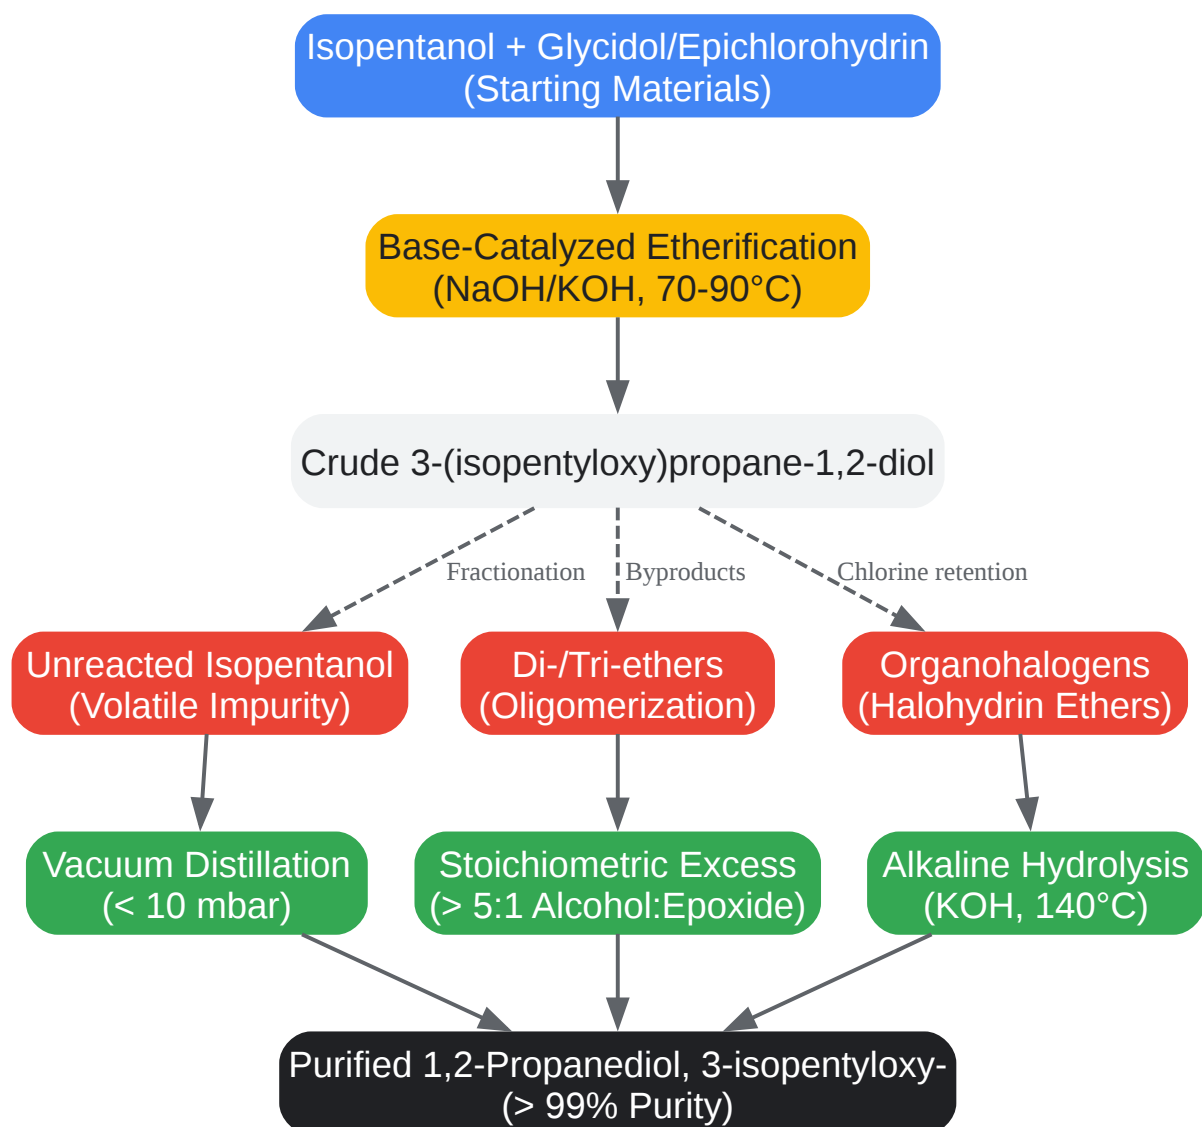 Isopentanol + Glycidol/Epichlorohydrin
(Starting Materials)
Base-Catalyzed Etherification
(NaOH/KOH, 70-90°C)
Crude 3-(isopentyloxy)propane-1,2-diol
Fractionation
Byproducts
Chlorine retention
Unreacted Isopentanol
(Volatile Impurity)
Di-/Tri-ethers
(Oligomerization)
Organohalogens
(Halohydrin Ethers)
Vacuum Distillation
(< 10 mbar)
Stoichiometric Excess
(> 5:1 Alcohol:Epoxide)
Alkaline Hydrolysis
(KOH, 140°C)
Purified 1,2-Propanediol, 3-isopentyloxy-
(> 99% Purity)